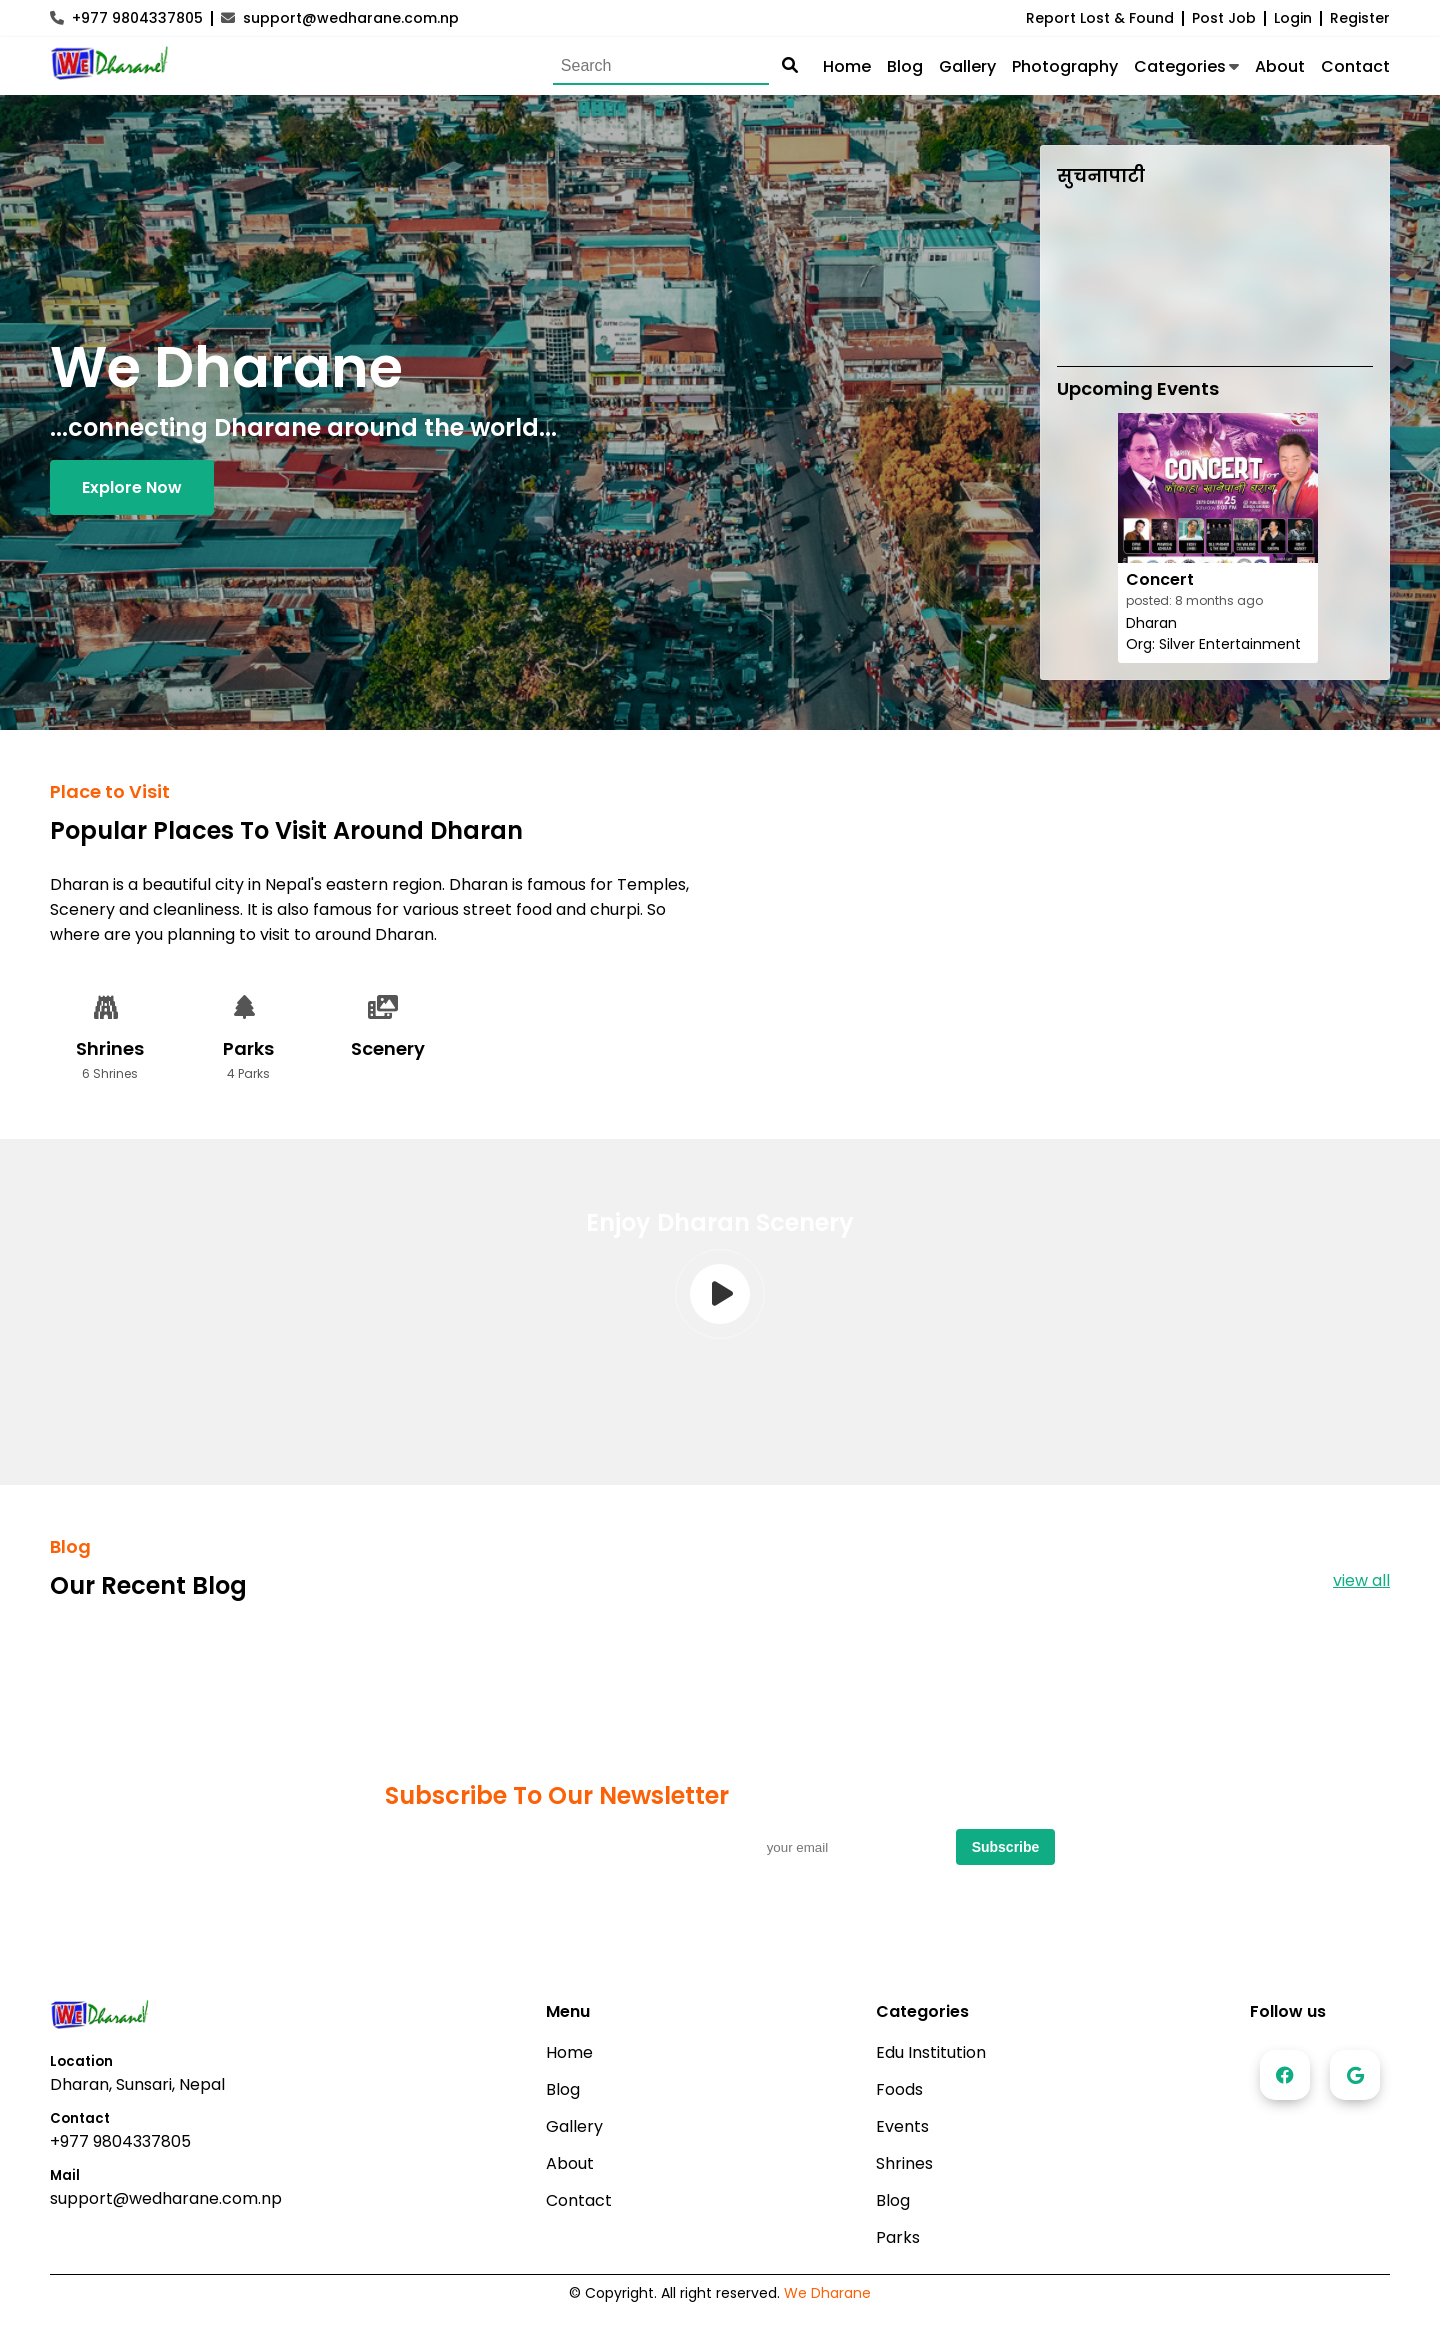 +977 9804337805 | support@wedharane.com.np
Report Lost & Found | Post Job | Login | Register
WE Dharane
Search
Home Blog Gallery Photography Categories About Contact
सुचनापाटी
We Dharane
...connecting Dharane around the world...
Explore Now
Upcoming Events
CONCERT for
Concert
posted: 8 months ago
Dharan
Org: Silver Entertainment
Place to Visit
Popular Places To Visit Around Dharan
Dharan is a beautiful city in Nepal's eastern region. Dharan is famous for Temples,
Scenery and cleanliness. It is also famous for various street food and churpi. So
where are you planning to visit to around Dharan.
Shrines
6 Shrines
Parks
4 Parks
Scenery
Enjoy Dharan Scenery
Blog
Our Recent Blog
view all
Subscribe To Our Newsletter
your email
Subscribe
WE Dharane
Location
Dharan, Sunsari, Nepal
Contact
+977 9804337805
Mail
support@wedharane.com.np
Menu
Home
Blog
Gallery
About
Contact
Categories
Edu Institution
Foods
Events
Shrines
Blog
Parks
Follow us
© Copyright. All right reserved. We Dharane